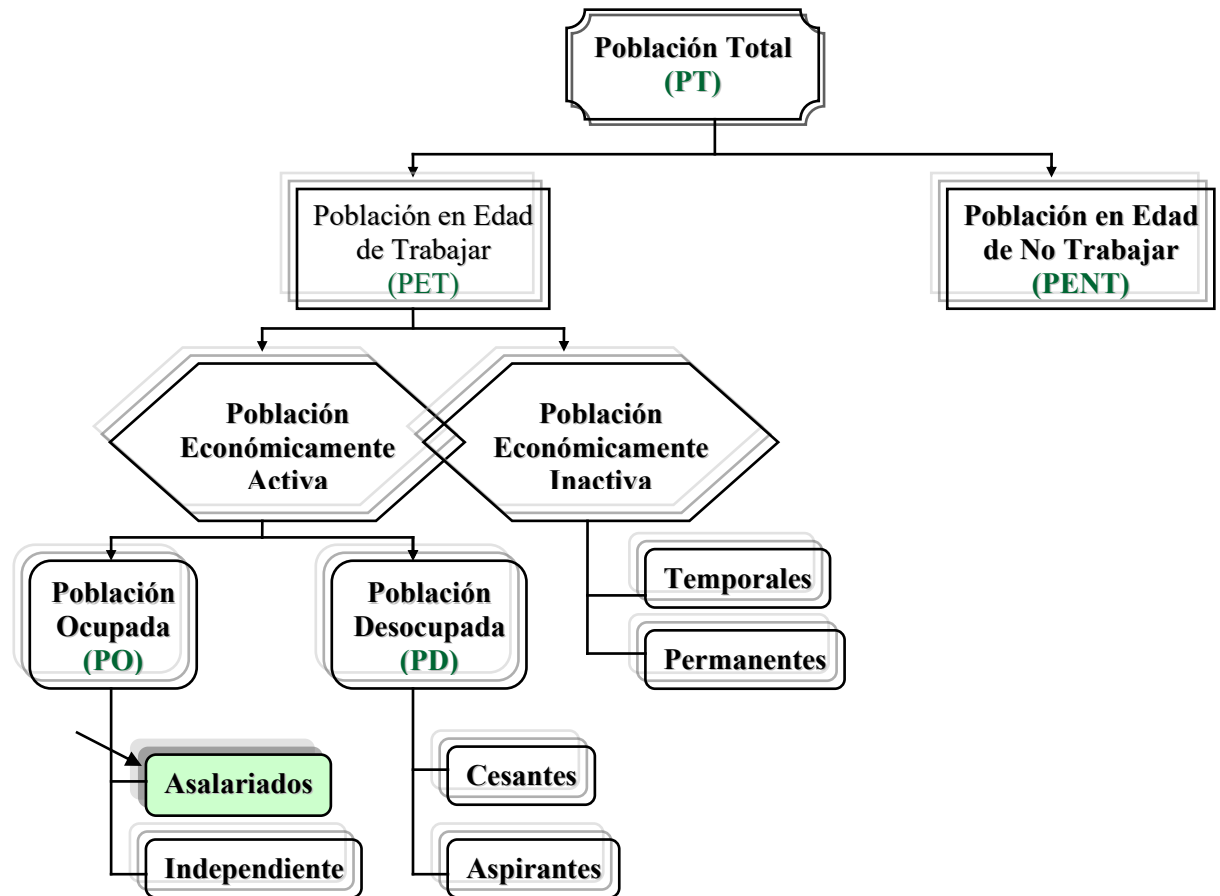 Población Total
(PT)
Población en Edad
de Trabajar
(PET)
Población en Edad
de No Trabajar
(PENT)
Población
Económicamente
Activa
Población
Económicamente
Inactiva
Población
Ocupada
(PO)
Población
Desocupada
(PD)
Temporales
Permanentes
Asalariados
Independiente
Cesantes
Aspirantes